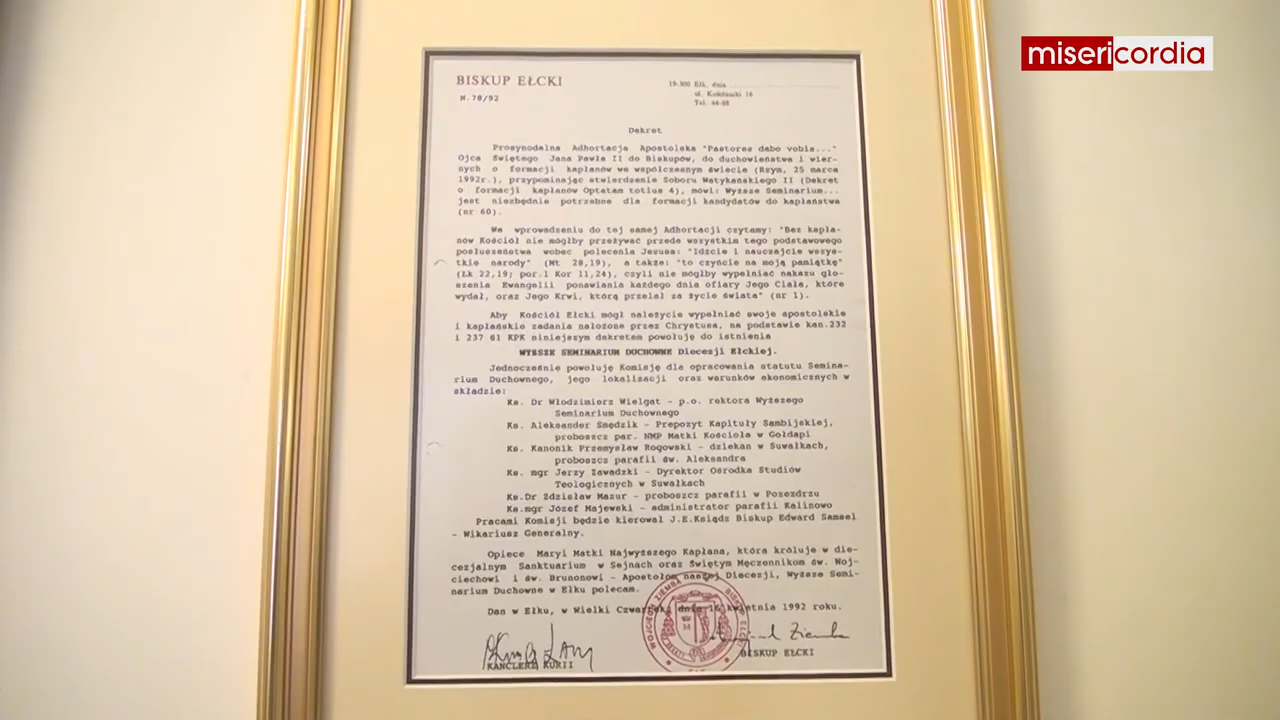 misericordia
BISKUP EŁCKI
19-300 Ełk, dnia
N.78/92
ul. Kościuszki 16
Tel. 44-68
Dekret
Prosynodalna Adhortacja Apostolska "Pastores dabo vobis..."
Ojca Świętego Jana Pawła II do Biskupów, do duchowieństwa i wier-
nych o formacji kapłanów we współczesnym świecie (Rzym, 25 marca
1992r.), przypominając stwierdzenie Soboru Watykańskiego II (Dekret
o formacji kapłanów Optatam totius 4), mówi: Wyższe Seminarium...
jest niezbędnie potrzebne dla formacji kandydatów do kapłaństwa
(nr 60).
We wprowadzeniu do tej samej Adhortacji czytamy: "Bez kapła-
nów Kościół nie mógłby przeżywać przede wszystkim tego podstawowego
posłuszeństwa wobec polecenia Jezusa: "Idźcie i nauczajcie wszys-
tkie narody" (Mt 28,19), a także: "to czyńcie na moją pamiątkę"
(Łk 22,19; por.1 Kor 11,24), czyli nie mógłby wypełniać nakazu gło-
szenia Ewangelii ponawiania każdego dnia ofiary Jego Ciała, które
wydał, oraz Jego Krwi, którą przelał za życie świata" (nr 1).
Aby Kościół Ełcki mógł należycie wypełniać swoje apostolskie
i kapłańskie zadania nałożone przez Chrystusa, na podstawie kan.232
i 237 §1 KPK niniejszym dekretem powołuję do istnienia
WYŻSZE SEMINARIUM DUCHOWNE Diecezji Ełckiej.
Jednocześnie powołuję Komisję dla opracowania statutu Semina-
rium Duchownego, jego lokalizacji oraz warunków ekonomicznych w
składzie:
Ks. Dr Włodzimierz Wielgat - p.o. rektora Wyższego
Seminarium Duchownego
Ks. Aleksander Smędzik - Prepozyt Kapituły Sambijskiej,
proboszcz par. NMP Matki Kościoła w Gołdapi
Ks. Kanonik Przemysław Rogowski - dziekan w Suwałkach,
proboszcz parafii św. Aleksandra
Ks. mgr Jerzy Zawadzki - Dyrektor Ośrodka Studiów
Teologicznych w Suwałkach
Ks.Dr Zdzisław Mazur - proboszcz parafii w Pozezdrzu
Ks.mgr Józef Majewski - administrator parafii Kalinowo
Pracami Komisji będzie kierował J.E.Ksiądz Biskup Edward Samsel
- Wikariusz Generalny.
Opiece Maryi Matki Najwyższego Kapłana, która króluje w die-
cezjalnym Sanktuarium w Sejnach oraz Świętym Męczennikom św. Woj-
ciechowi i św. Brunonowi - Apostołom naszej Diecezji, Wyższe Semi-
narium Duchowne w Ełku polecam.
Dan w Ełku, w Wielki Czwartek, dnia 16 kwietnia 1992 roku.
WOJCIECH ZIEMBA BISKUP EŁCKI
KANCLERZ KURII
BISKUP EŁCKI